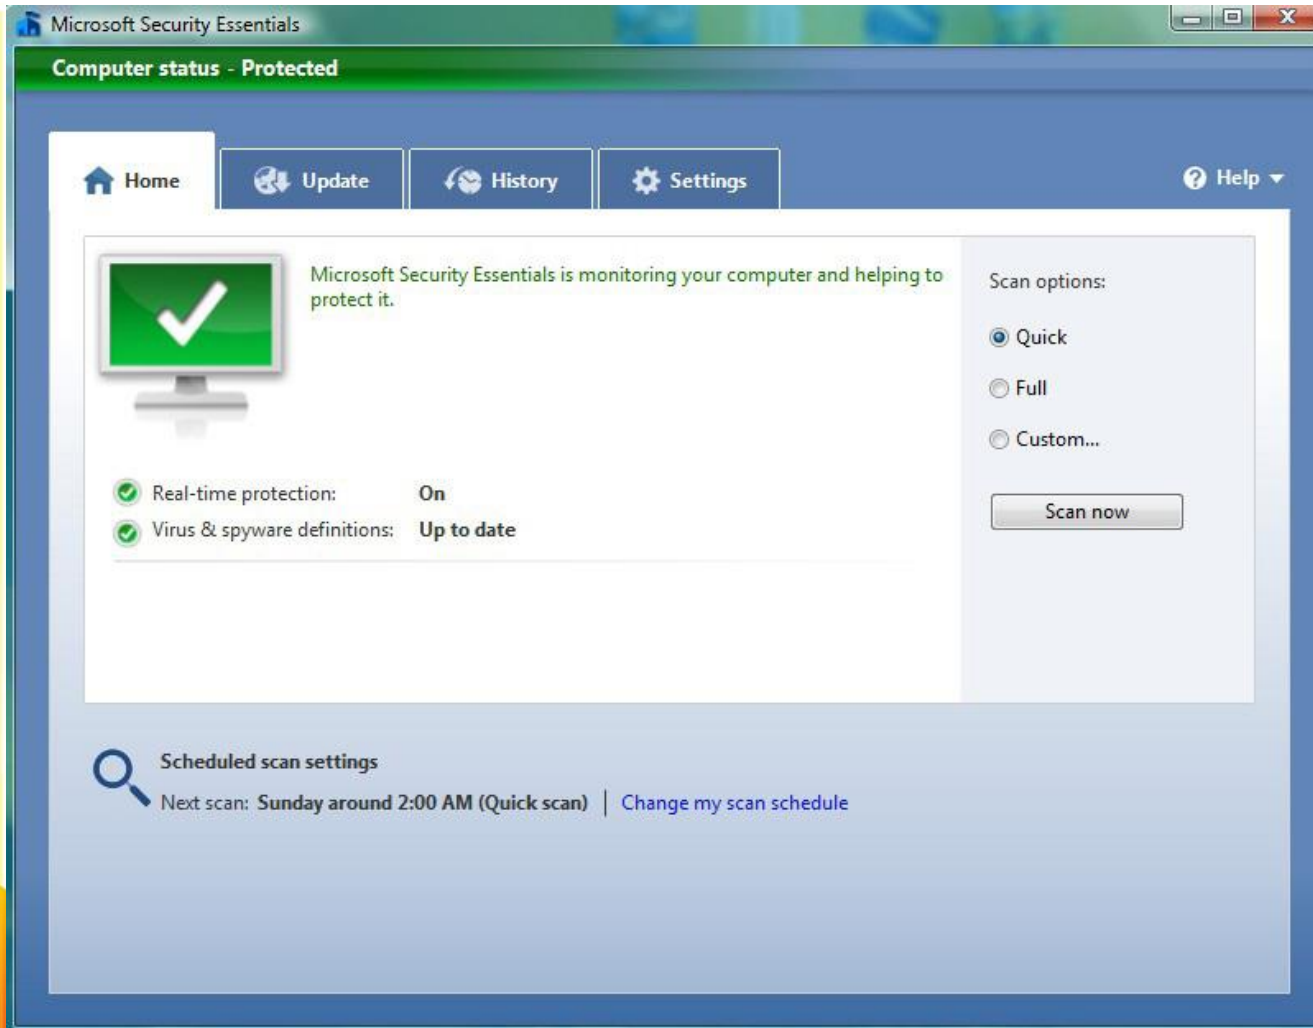 Microsoft Security Essentials
Computer status - Protected
Home
Update
History
Settings
Help
Microsoft Security Essentials is monitoring your computer and helping to
protect it.
Real-time protection: On
Virus & spyware definitions: Up to date
Scan options:
Quick
Full
Custom...
Scan now
Scheduled scan settings
Next scan: Sunday around 2:00 AM (Quick scan) | Change my scan schedule